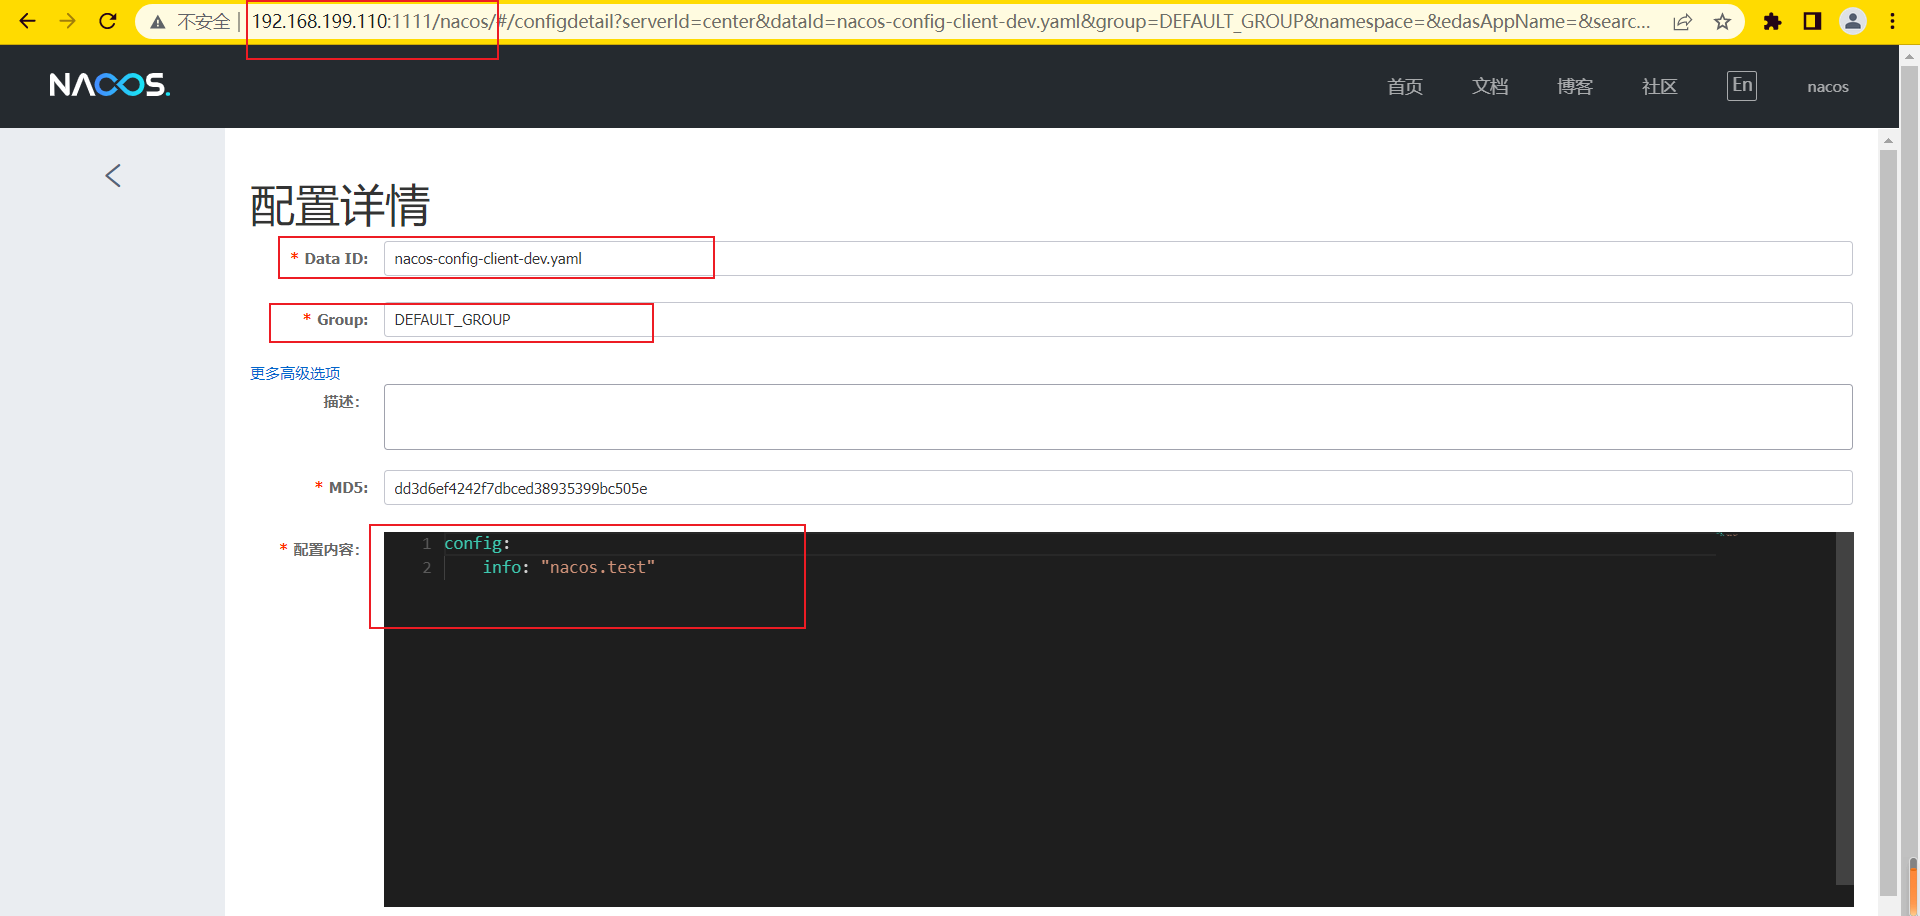 不安全 | 192.168.199.110:1111/nacos/#/configdetail?serverId=center&dataId=nacos-config-client-dev.yaml&group=DEFAULT_GROUP&namespace=&edasAppName=&searc...
NACOS.
首页 文档 博客 社区 En nacos
配置详情
* Data ID: nacos-config-client-dev.yaml
* Group: DEFAULT_GROUP
更多高级选项
描述:
* MD5: dd3d6ef4242f7dbced38935399bc505e
* 配置内容:
1 config:
2 info: "nacos.test"